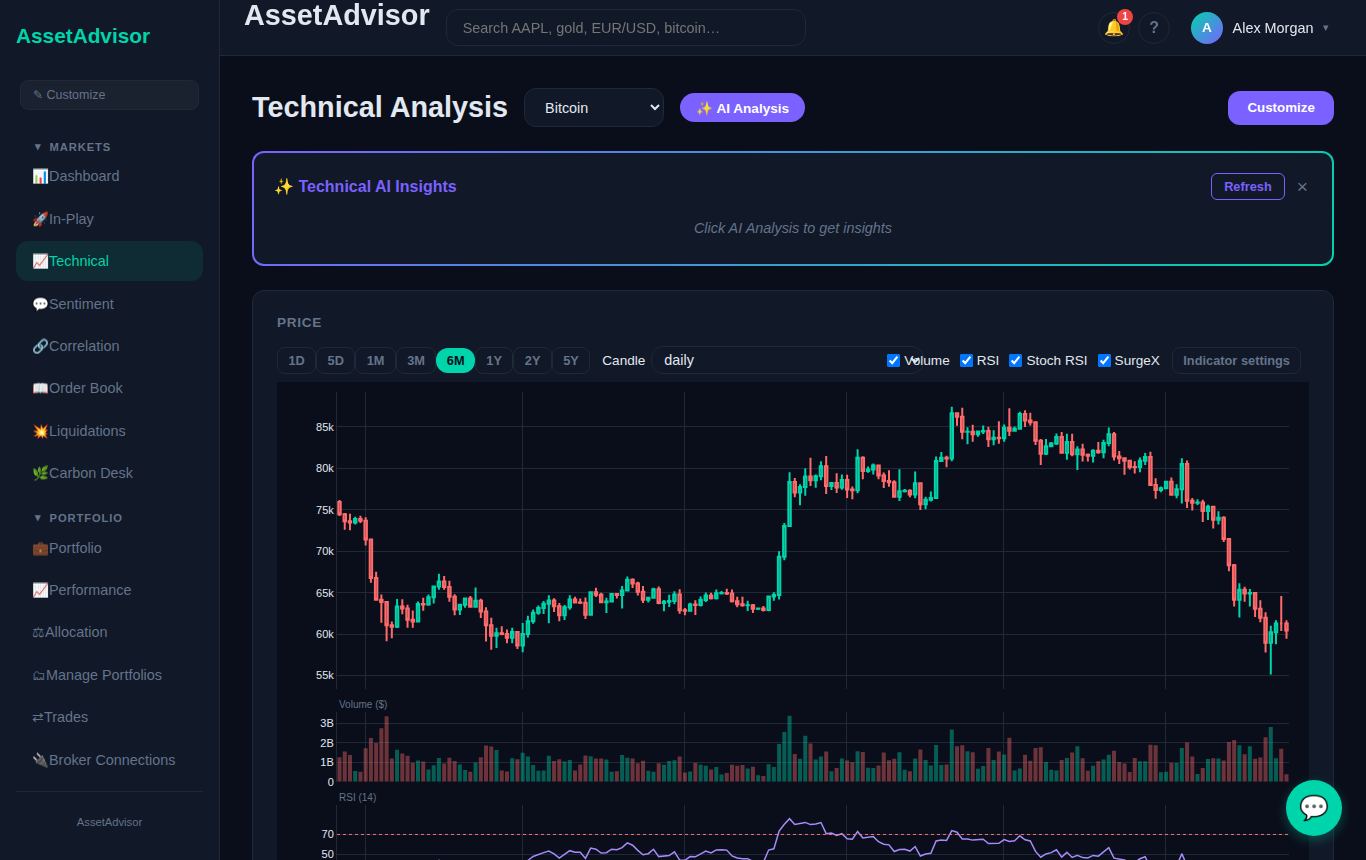 AssetAdvisor
✎ Customize
▼ MARKETS
Dashboard
In-Play
Technical
Sentiment
Correlation
Order Book
Liquidations
Carbon Desk
▼ PORTFOLIO
Portfolio
Performance
Allocation
Manage Portfolios
Trades
Broker Connections
AssetAdvisor
AssetAdvisor
Search AAPL, gold, EUR/USD, bitcoin…
1
?
A
Alex Morgan ▾
Technical Analysis
Bitcoin
✨ AI Analysis
Customize
✨ Technical AI Insights
Refresh
×
Click AI Analysis to get insights
PRICE
1D 5D 1M 3M 6M 1Y 2Y 5Y Candle daily Volume RSI Stoch RSI SurgeX Indicator settings
85k
80k
75k
70k
65k
60k
55k
Volume ($)
3B
2B
1B
0
RSI (14)
70
50